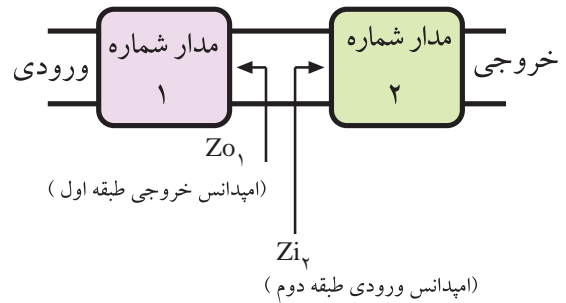 ورودی
مدار شماره
۱
مدار شماره
۲
خروجی
Zo۱
(امپدانس خروجی طبقه اول )
Zi۲
(امپدانس ورودی طبقه دوم )